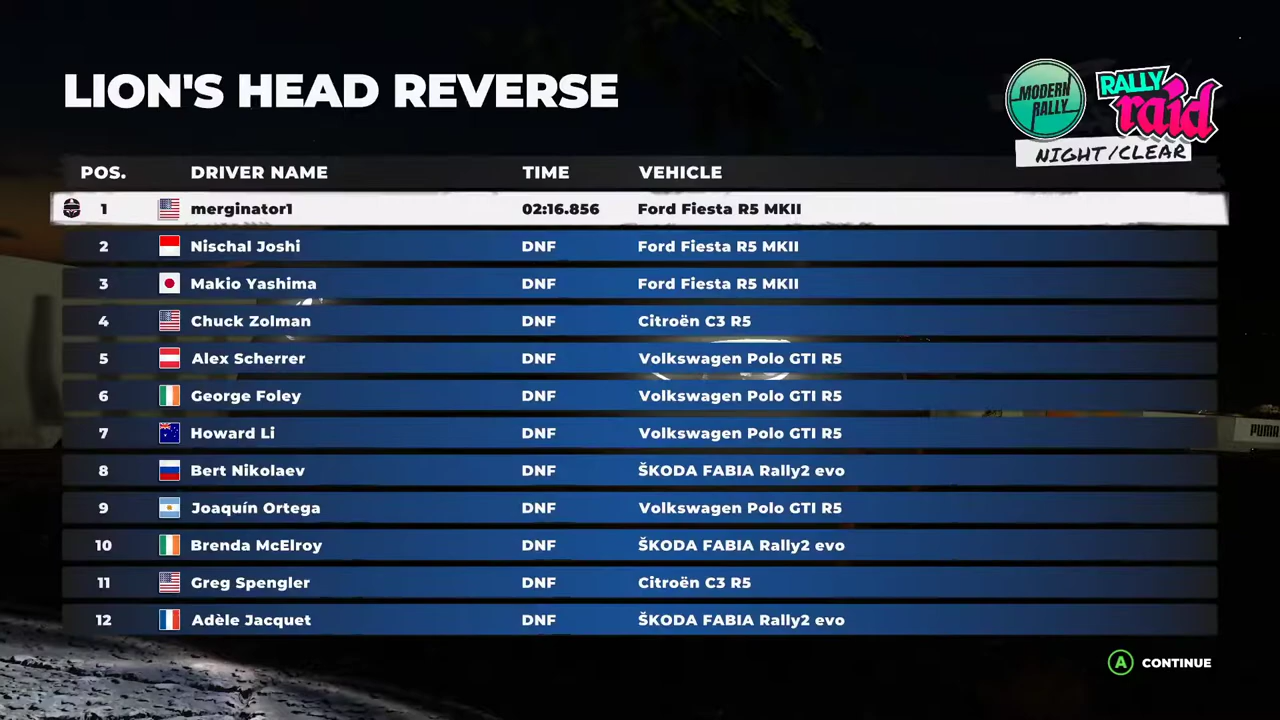 LION'S HEAD REVERSE
MODERN RALLY
RALLY raid
NIGHT/CLEAR
POS. DRIVER NAME TIME VEHICLE
1 merginator1 02:16.856 Ford Fiesta R5 MKII
2 Nischal Joshi DNF Ford Fiesta R5 MKII
3 Makio Yashima DNF Ford Fiesta R5 MKII
4 Chuck Zolman DNF Citroën C3 R5
5 Alex Scherrer DNF Volkswagen Polo GTI R5
6 George Foley DNF Volkswagen Polo GTI R5
7 Howard Li DNF Volkswagen Polo GTI R5
8 Bert Nikolaev DNF ŠKODA FABIA Rally2 evo
9 Joaquín Ortega DNF Volkswagen Polo GTI R5
10 Brenda McElroy DNF ŠKODA FABIA Rally2 evo
11 Greg Spengler DNF Citroën C3 R5
12 Adèle Jacquet DNF ŠKODA FABIA Rally2 evo
PUMA
A CONTINUE